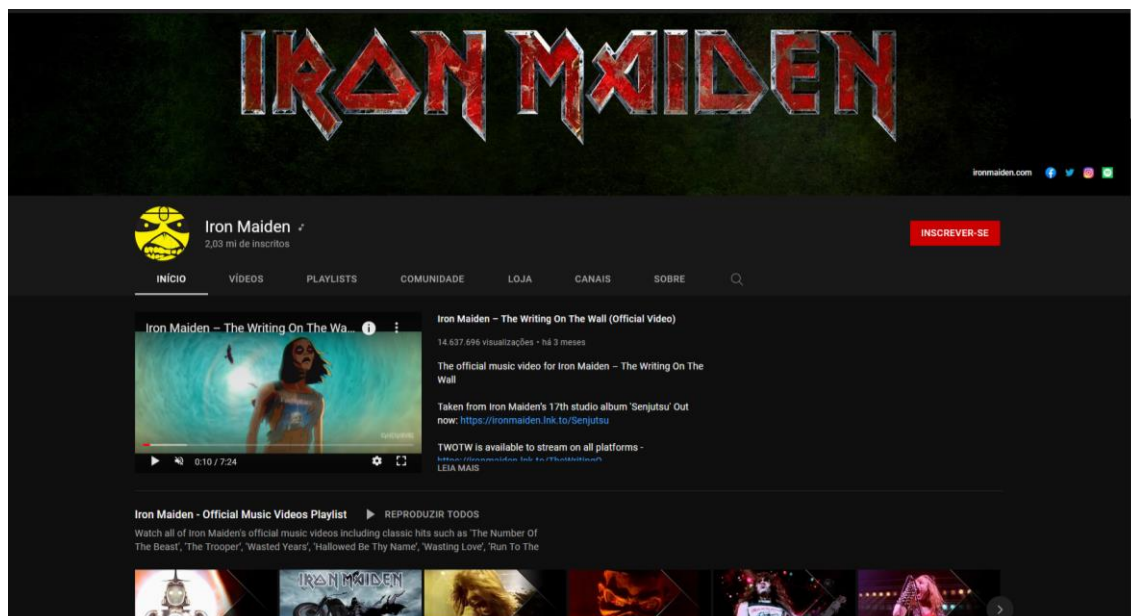 IRON MAIDEN
ironmaiden.com
Iron Maiden
2,03 mi de inscritos
INSCREVER-SE
INÍCIO VÍDEOS PLAYLISTS COMUNIDADE LOJA CANAIS SOBRE
Iron Maiden – The Writing On The Wa...
0:10 / 7:24
Iron Maiden – The Writing On The Wall (Official Video)
14.637.696 visualizações • há 3 meses
The official music video for Iron Maiden – The Writing On The
Wall
Taken from Iron Maiden's 17th studio album 'Senjutsu' Out
now: https://ironmaiden.lnk.to/Senjutsu
TWOTW is available to stream on all platforms -
LEIA MAIS
Iron Maiden - Official Music Videos Playlist REPRODUZIR TODOS
Watch all of Iron Maiden's official music videos including classic hits such as 'The Number Of
The Beast', 'The Trooper', 'Wasted Years', 'Hallowed Be Thy Name', 'Wasting Love', 'Run To The
IRON MAIDEN